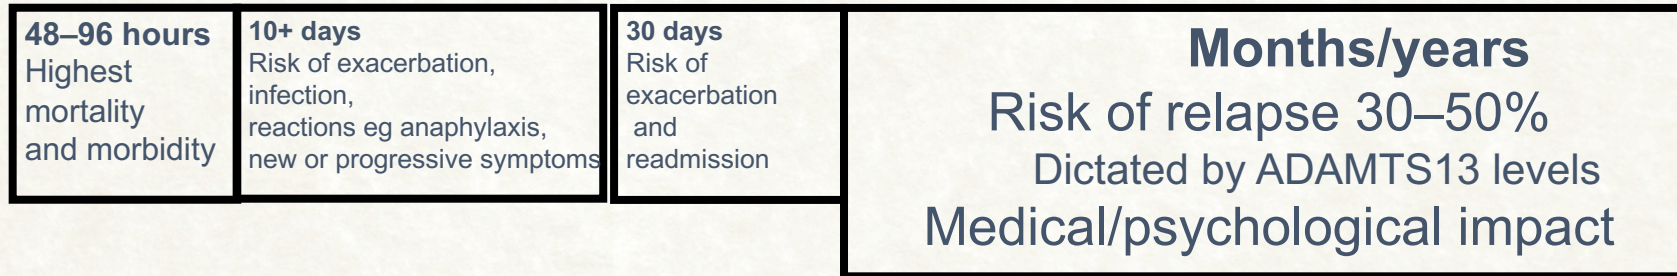 48–96 hours
Highest
mortality
and morbidity
10+ days
Risk of exacerbation,
infection,
reactions eg anaphylaxis,
new or progressive symptoms
30 days
Risk of
exacerbation
and
readmission
Months/years
Risk of relapse 30–50%
Dictated by ADAMTS13 levels
Medical/psychological impact